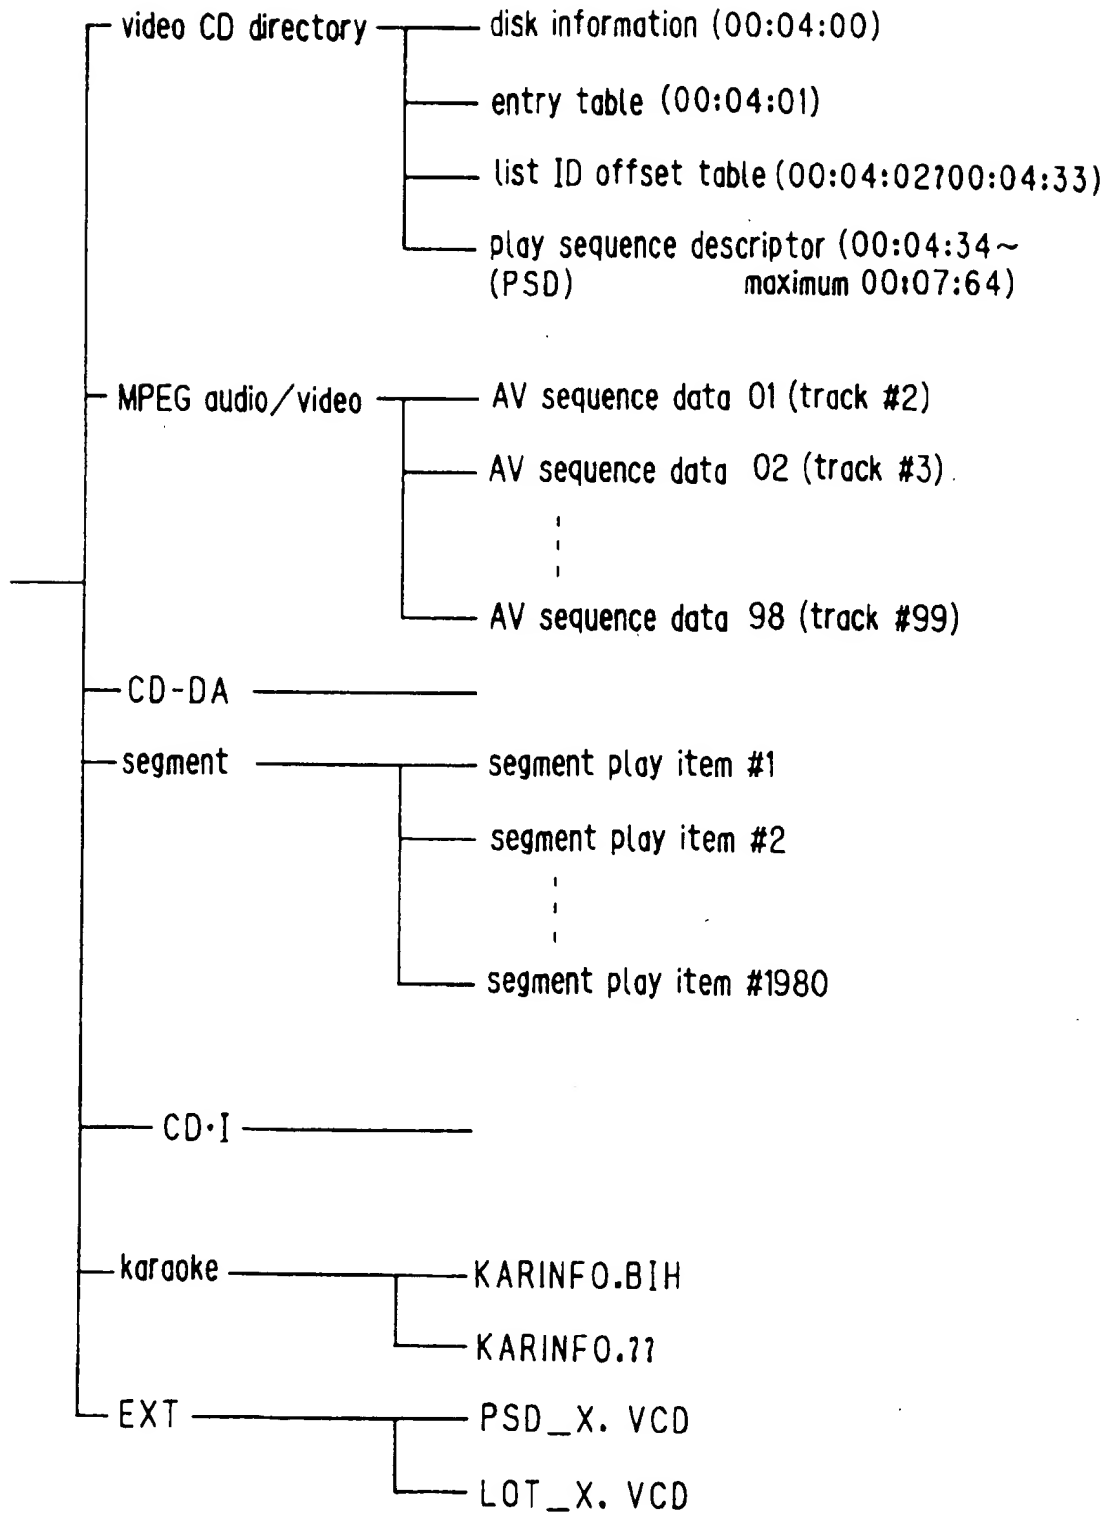 video CD directory
disk information (00:04:00)
entry table (00:04:01)
list ID offset table (00:04:02?00:04:33)
play sequence descriptor (00:04:34~
(PSD) maximum 00:07:64)
MPEG audio/video
AV sequence data 01 (track #2)
AV sequence data 02 (track #3)
AV sequence data 98 (track #99)
CD-DA
segment
segment play item #1
segment play item #2
segment play item #1980
CD·I
karaoke
KARINFO.BIH
KARINFO.??
EXT
PSD_X. VCD
LOT_X. VCD